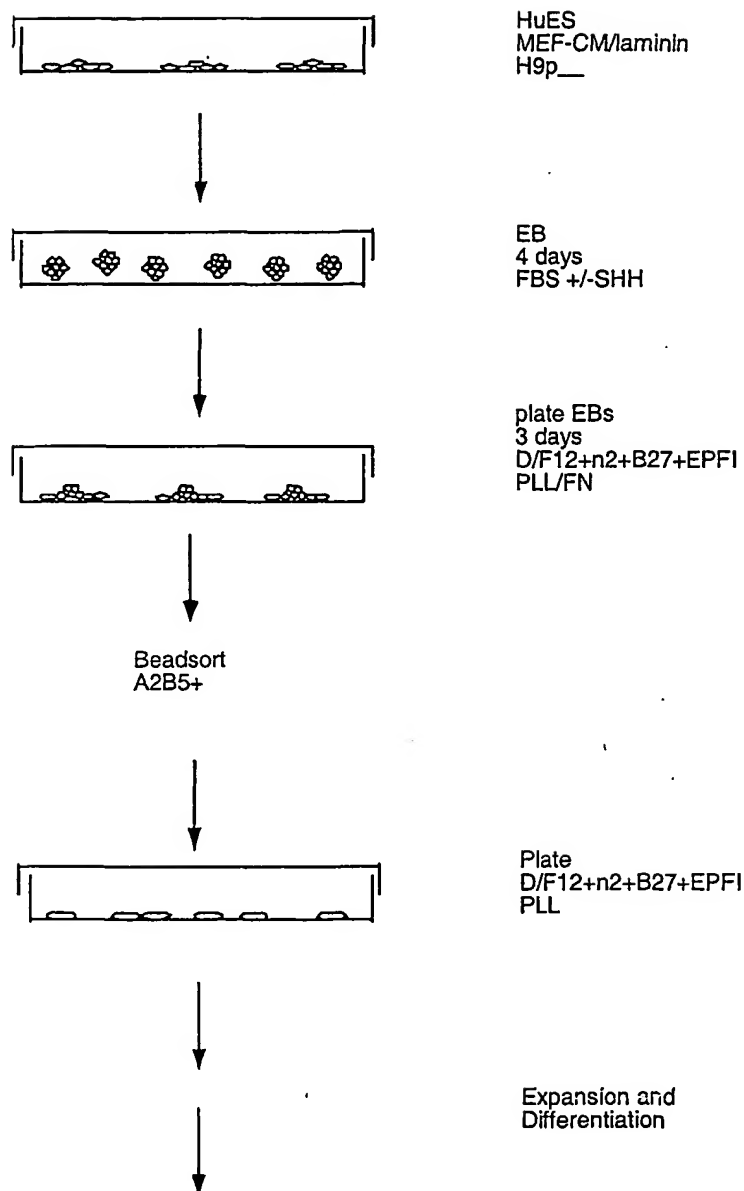 HuES
MEF-CM/laminin
H9p__
EB
4 days
FBS +/-SHH
plate EBs
3 days
D/F12+n2+B27+EPFI
PLL/FN
Beadsort
A2B5+
Plate
D/F12+n2+B27+EPFI
PLL
Expansion and
Differentiation